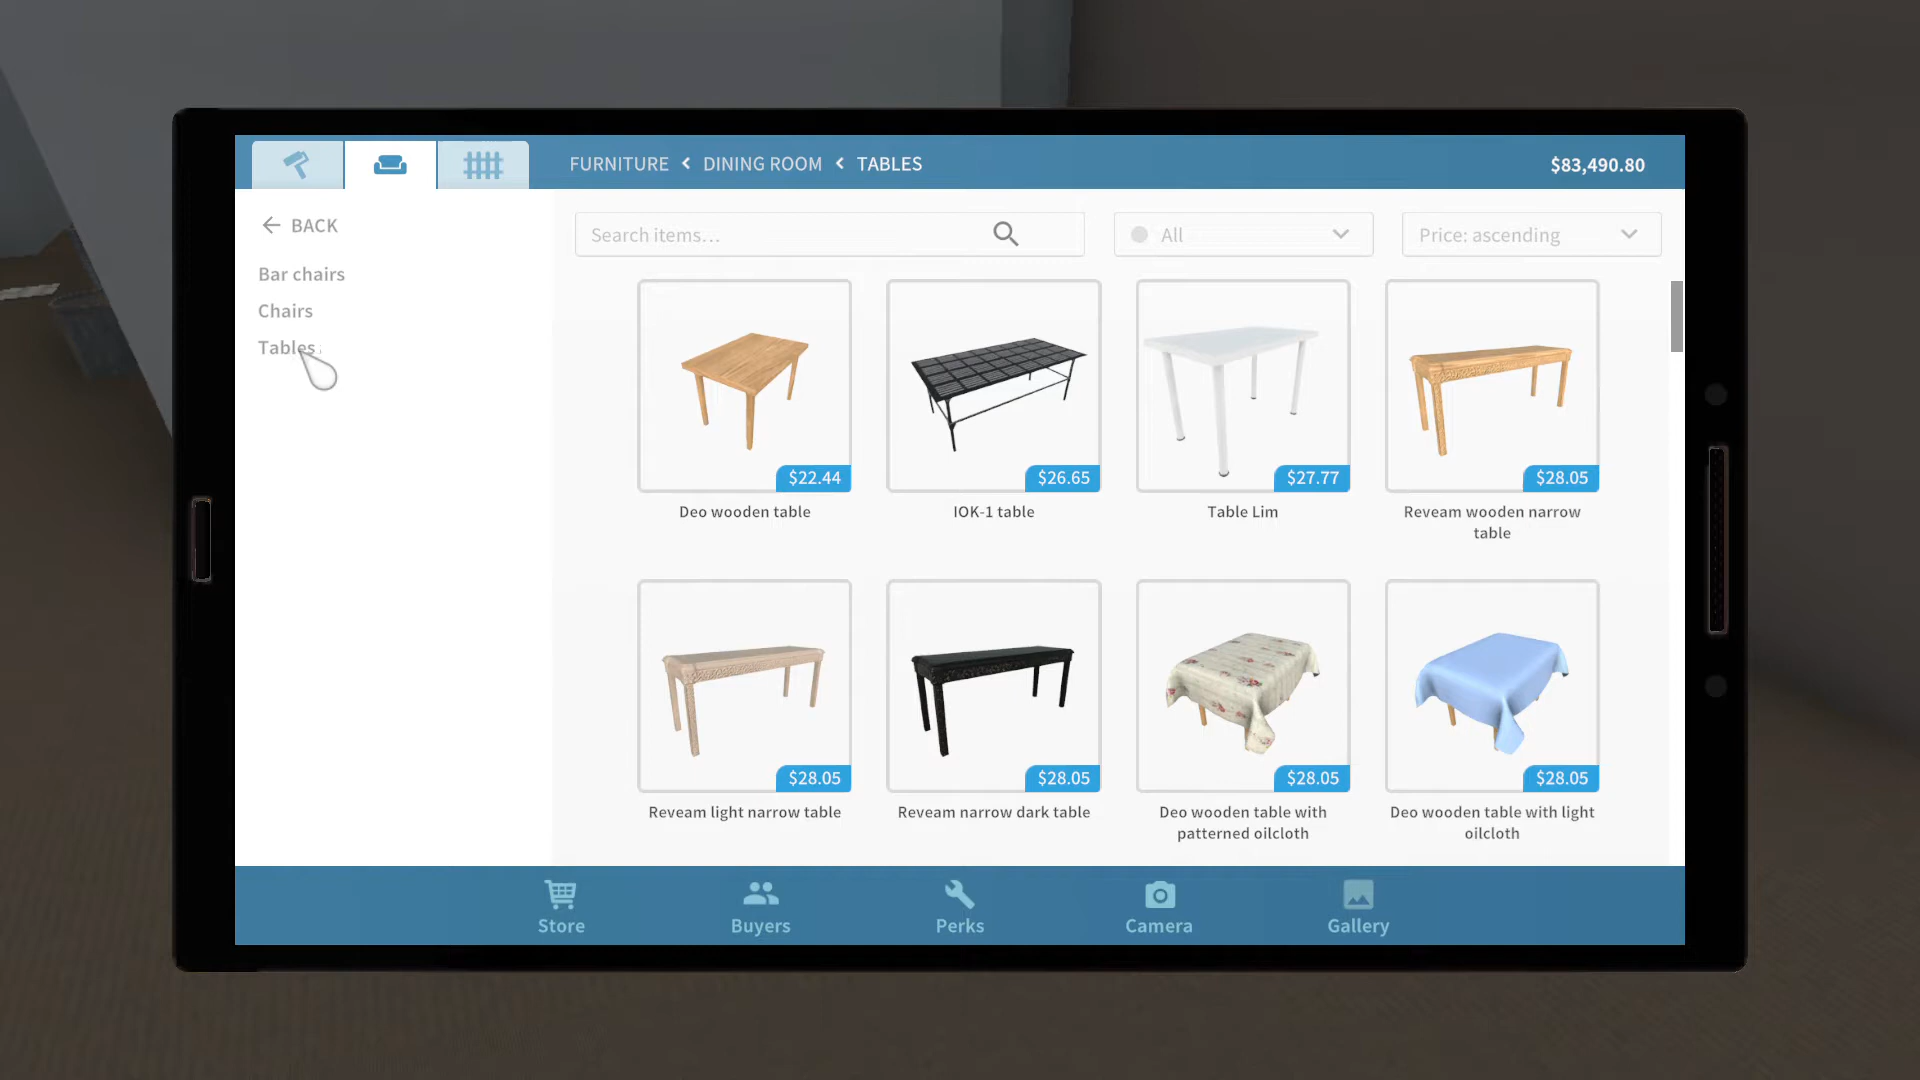 FURNITURE < DINING ROOM < TABLES
$83,490.80
BACK
Bar chairs
Chairs
Tables
Search items...
All
Price: ascending
$22.44
$26.65
$27.77
$28.05
Deo wooden table
IOK-1 table
Table Lim
Reveam wooden narrow
table
$28.05
$28.05
$28.05
$28.05
Reveam light narrow table
Reveam narrow dark table
Deo wooden table with
patterned oilcloth
Deo wooden table with light
oilcloth
Store
Buyers
Perks
Camera
Gallery